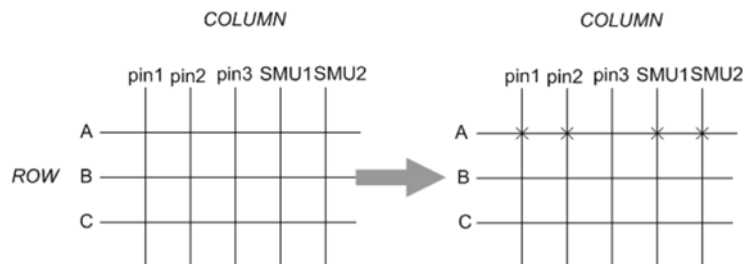 COLUMN COLUMN
pin1 pin2 pin3 SMU1 SMU2 pin1 pin2 pin3 SMU1 SMU2
A A
ROW B B
C C